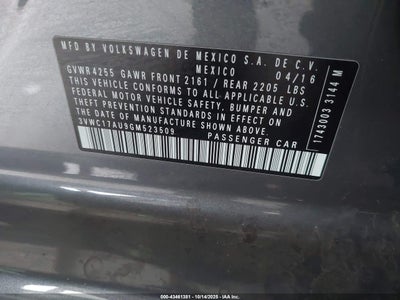 MFD BY VOLKSWAGEN DE MEXICO S.A. DE C.V.
MEXICO 04/16
GVWR 4255 GAWR FRONT 2161 / REAR 2205 LBS
THIS VEHICLE CONFORMS TO ALL APPLICABLE U.S.
FEDERAL MOTOR VEHICLE SAFETY, BUMPER AND
THEFT PREVENTION STANDARDS IN EFFECT ON THE
DATE OF MANUFACTURE SHOWN ABOVE
3VWC17AU9GM523509 PASSENGER CAR
1743003 3144 M
000-43461381 - 10/14/2025 - IAA Inc.